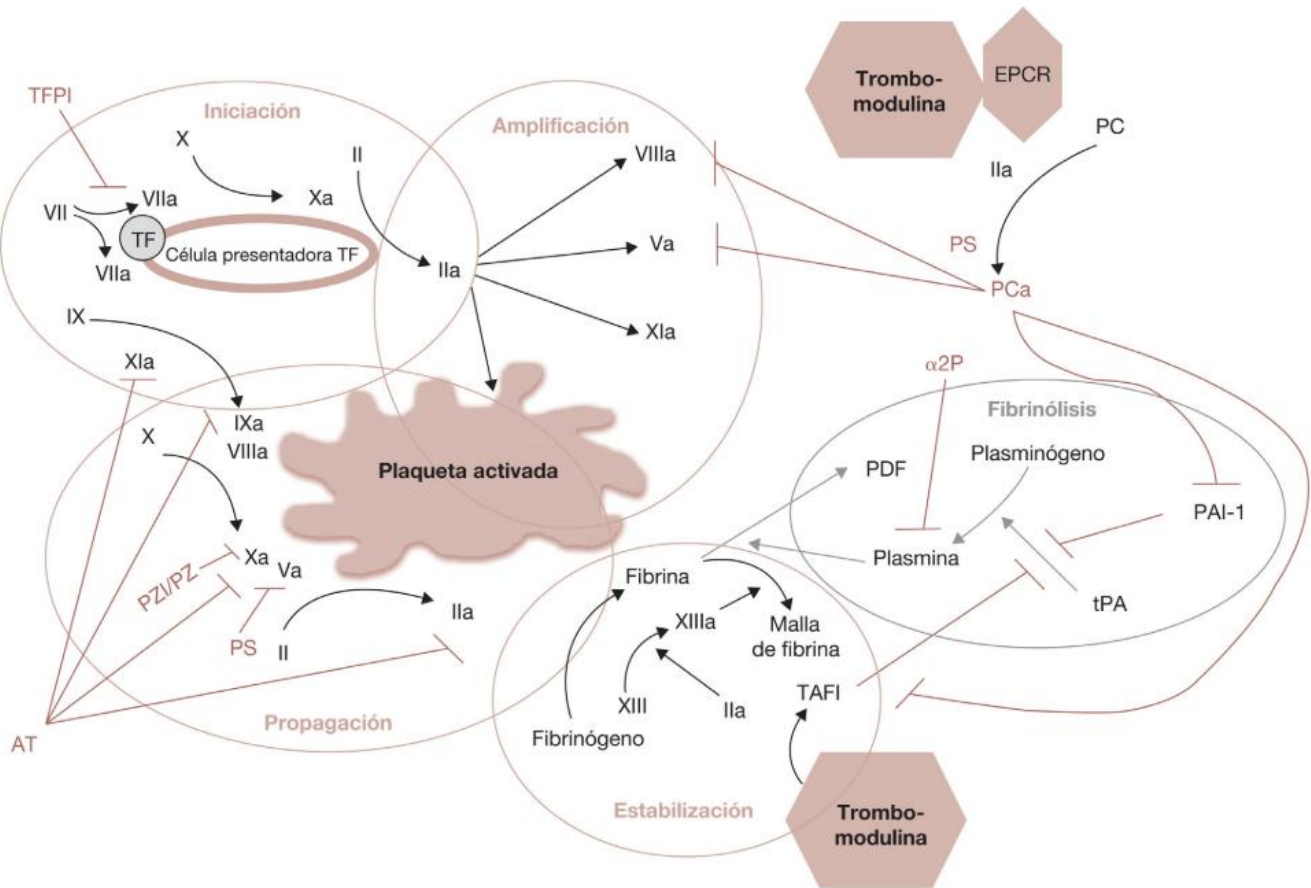 Trombo-
modulina
EPCR
TFPI
Iniciación
Amplificación
PC
X
II
VIIIa
IIa
Xa
VIIa
VII
TF
Célula presentadora TF
VIIa
IIa
Va
PS
PCa
IX
XIa
XIa
α2P
Fibrinólisis
IXa
VIIIa
X
Plaqueta activada
Plasminógeno
PDF
PAI-1
Plasmina
Xa
Va
PZI/PZ
Fibrina
tPA
IIa
XIIIa
Malla
de fibrina
PS
II
TAFI
XIII
IIa
Propagación
Fibrinógeno
AT
Estabilización
Trombo-
modulina